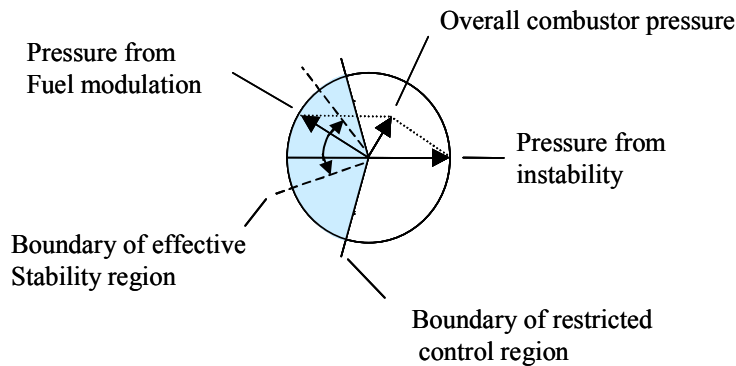 Overall combustor pressure
Pressure from
Fuel modulation
Pressure from
instability
Boundary of effective
Stability region
Boundary of restricted
control region